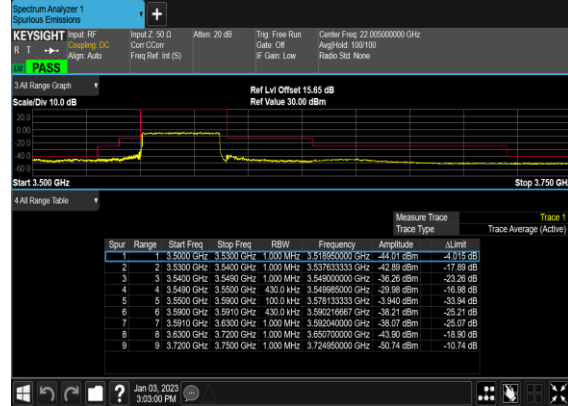 Spectrum Analyzer 1
Spurious Emissions
+
KEYSIGHT Input: RF Input Z: 50 Ω Atten: 20 dB Trig: Free Run Center Freq: 22.005000000 GHz
R T Coupling: DC Corr CCorr Gate: Off Avg|Hold: 100/100
Align: Auto Freq Ref: Int (S) IF Gain: Low Radio Std: None
PASS
3 All Range Graph
Ref Lvl Offset 15.65 dB
Scale/Div 10.0 dB Ref Value 30.00 dBm
20.0
0.00
-20.0
-40.0
-60.0
Start 3.500 GHz Stop 3.750 GHz
4 All Range Table
Measure Trace Trace 1
Trace Type Trace Average (Active)
Spur Range Start Freq Stop Freq RBW Frequency Amplitude ΔLimit
1 1 3.5000 GHz 3.5300 GHz 1.000 MHz 3.518950000 GHz -44.01 dBm -4.015 dB
2 2 3.5300 GHz 3.5400 GHz 1.000 MHz 3.537633333 GHz -42.89 dBm -17.89 dB
3 3 3.5400 GHz 3.5490 GHz 1.000 MHz 3.549000000 GHz -36.26 dBm -23.26 dB
4 4 3.5490 GHz 3.5500 GHz 430.0 kHz 3.549985000 GHz -29.98 dBm -16.98 dB
5 5 3.5500 GHz 3.5900 GHz 100.0 kHz 3.578133333 GHz -3.940 dBm -33.94 dB
6 6 3.5900 GHz 3.5910 GHz 430.0 kHz 3.590216667 GHz -38.21 dBm -25.21 dB
7 7 3.5910 GHz 3.6300 GHz 1.000 MHz 3.592040000 GHz -38.07 dBm -25.07 dB
8 8 3.6300 GHz 3.7200 GHz 1.000 MHz 3.650700000 GHz -43.90 dBm -18.90 dB
9 9 3.7200 GHz 3.7500 GHz 1.000 MHz 3.724950000 GHz -50.74 dBm -10.74 dB
? Jan 03, 2023
3:03:00 PM